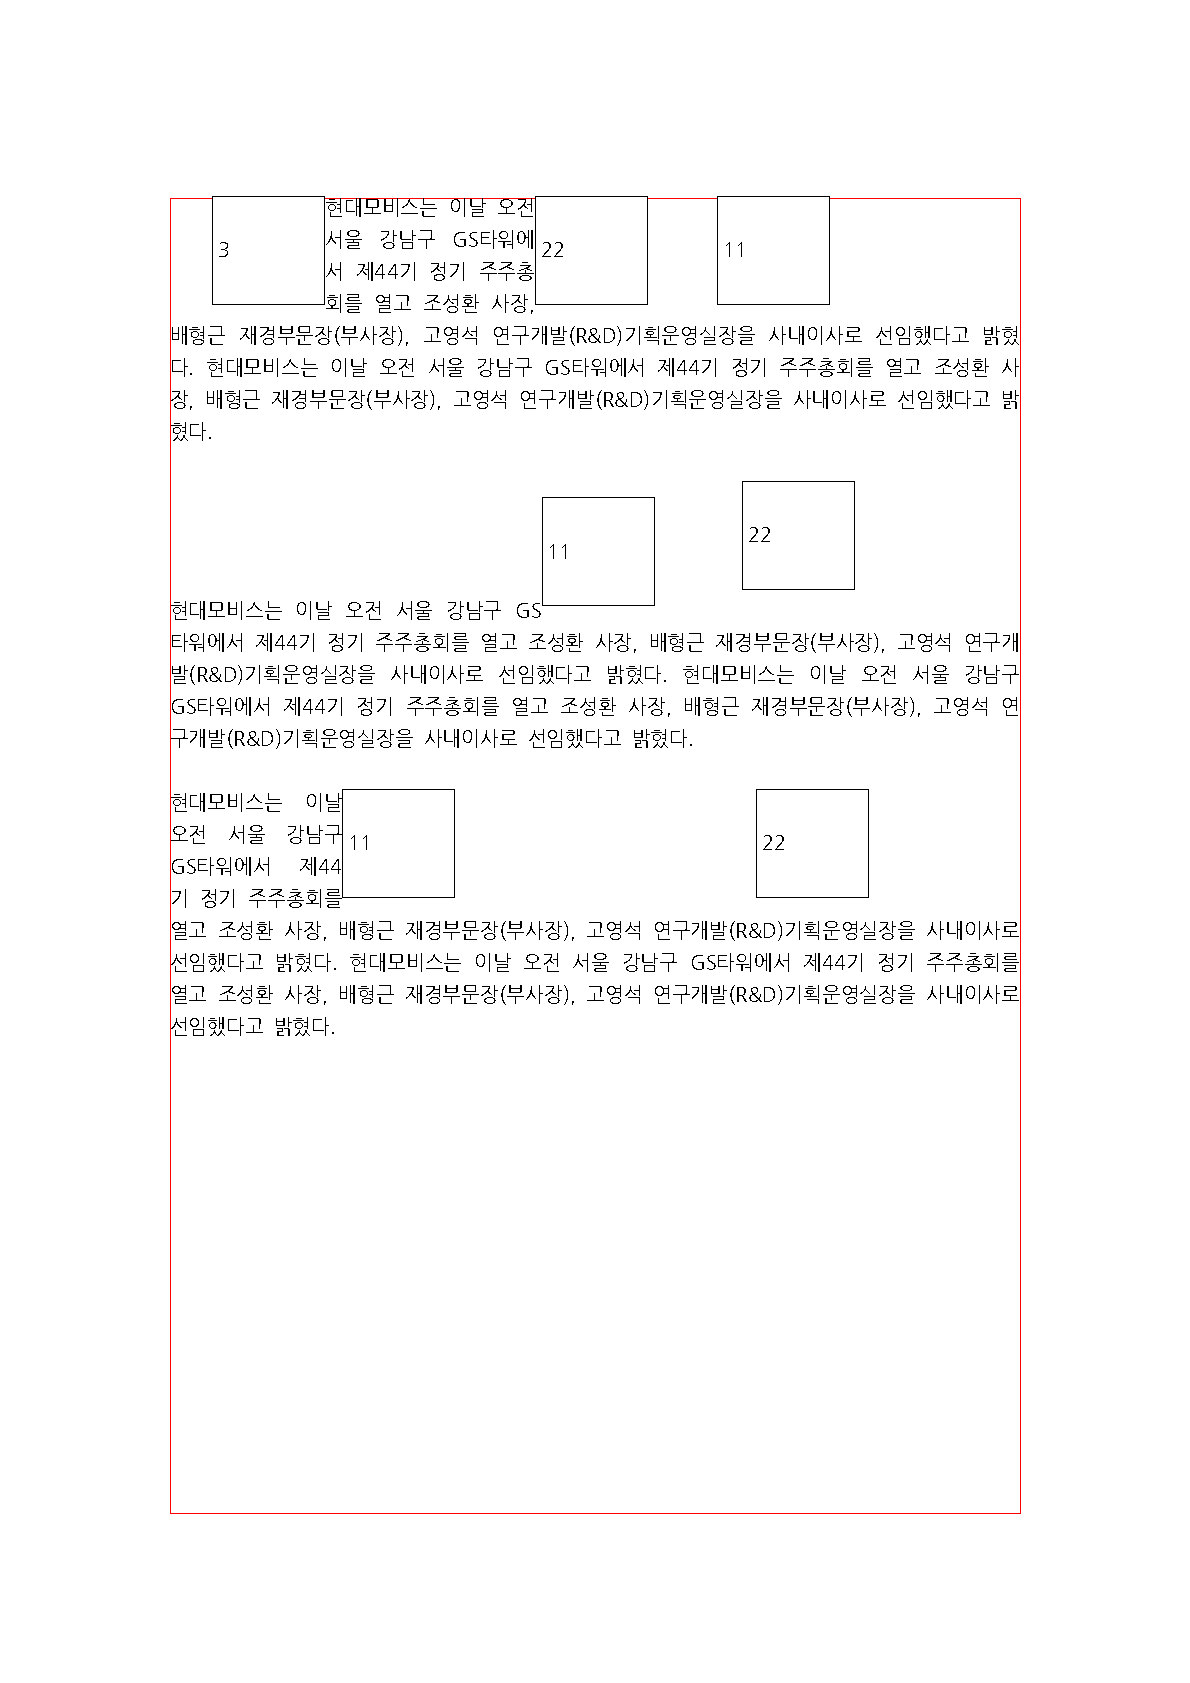 3
현대모비스는 이날 오전
서울 강남구 GS타워에
서 제44기 정기 주주총
회를 열고 조성환 사장,
22
11
배형근 재경부문장(부사장), 고영석 연구개발(R&D)기획운영실장을 사내이사로 선임했다고 밝혔
다. 현대모비스는 이날 오전 서울 강남구 GS타워에서 제44기 정기 주주총회를 열고 조성환 사
장, 배형근 재경부문장(부사장), 고영석 연구개발(R&D)기획운영실장을 사내이사로 선임했다고 밝
혔다.
11
22
현대모비스는 이날 오전 서울 강남구 GS
타워에서 제44기 정기 주주총회를 열고 조성환 사장, 배형근 재경부문장(부사장), 고영석 연구개
발(R&D)기획운영실장을 사내이사로 선임했다고 밝혔다. 현대모비스는 이날 오전 서울 강남구
GS타워에서 제44기 정기 주주총회를 열고 조성환 사장, 배형근 재경부문장(부사장), 고영석 연
구개발(R&D)기획운영실장을 사내이사로 선임했다고 밝혔다.
현대모비스는 이날
오전 서울 강남구
GS타워에서 제44
기 정기 주주총회를
11
22
열고 조성환 사장, 배형근 재경부문장(부사장), 고영석 연구개발(R&D)기획운영실장을 사내이사로
선임했다고 밝혔다. 현대모비스는 이날 오전 서울 강남구 GS타워에서 제44기 정기 주주총회를
열고 조성환 사장, 배형근 재경부문장(부사장), 고영석 연구개발(R&D)기획운영실장을 사내이사로
선임했다고 밝혔다.